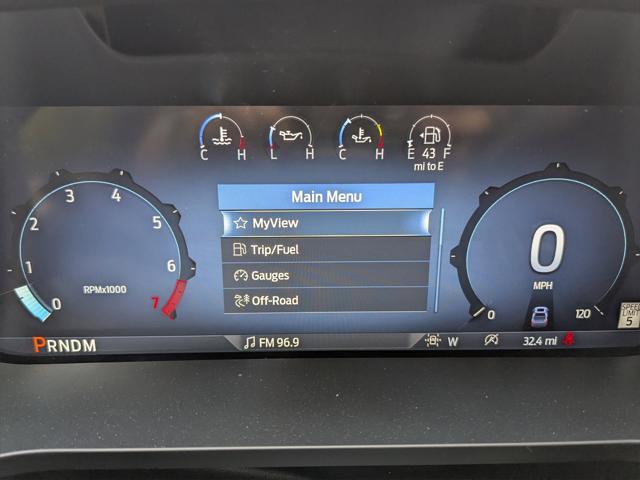 C H
L H
C H
E 43 F
mi to E
Main Menu
MyView
Trip/Fuel
Gauges
Off-Road
0 1 2 3 4 5 6 7
RPMx1000
0
MPH
0 120
SPEED
LIMIT
5
PRNDM
FM 96.9
W
32.4 mi